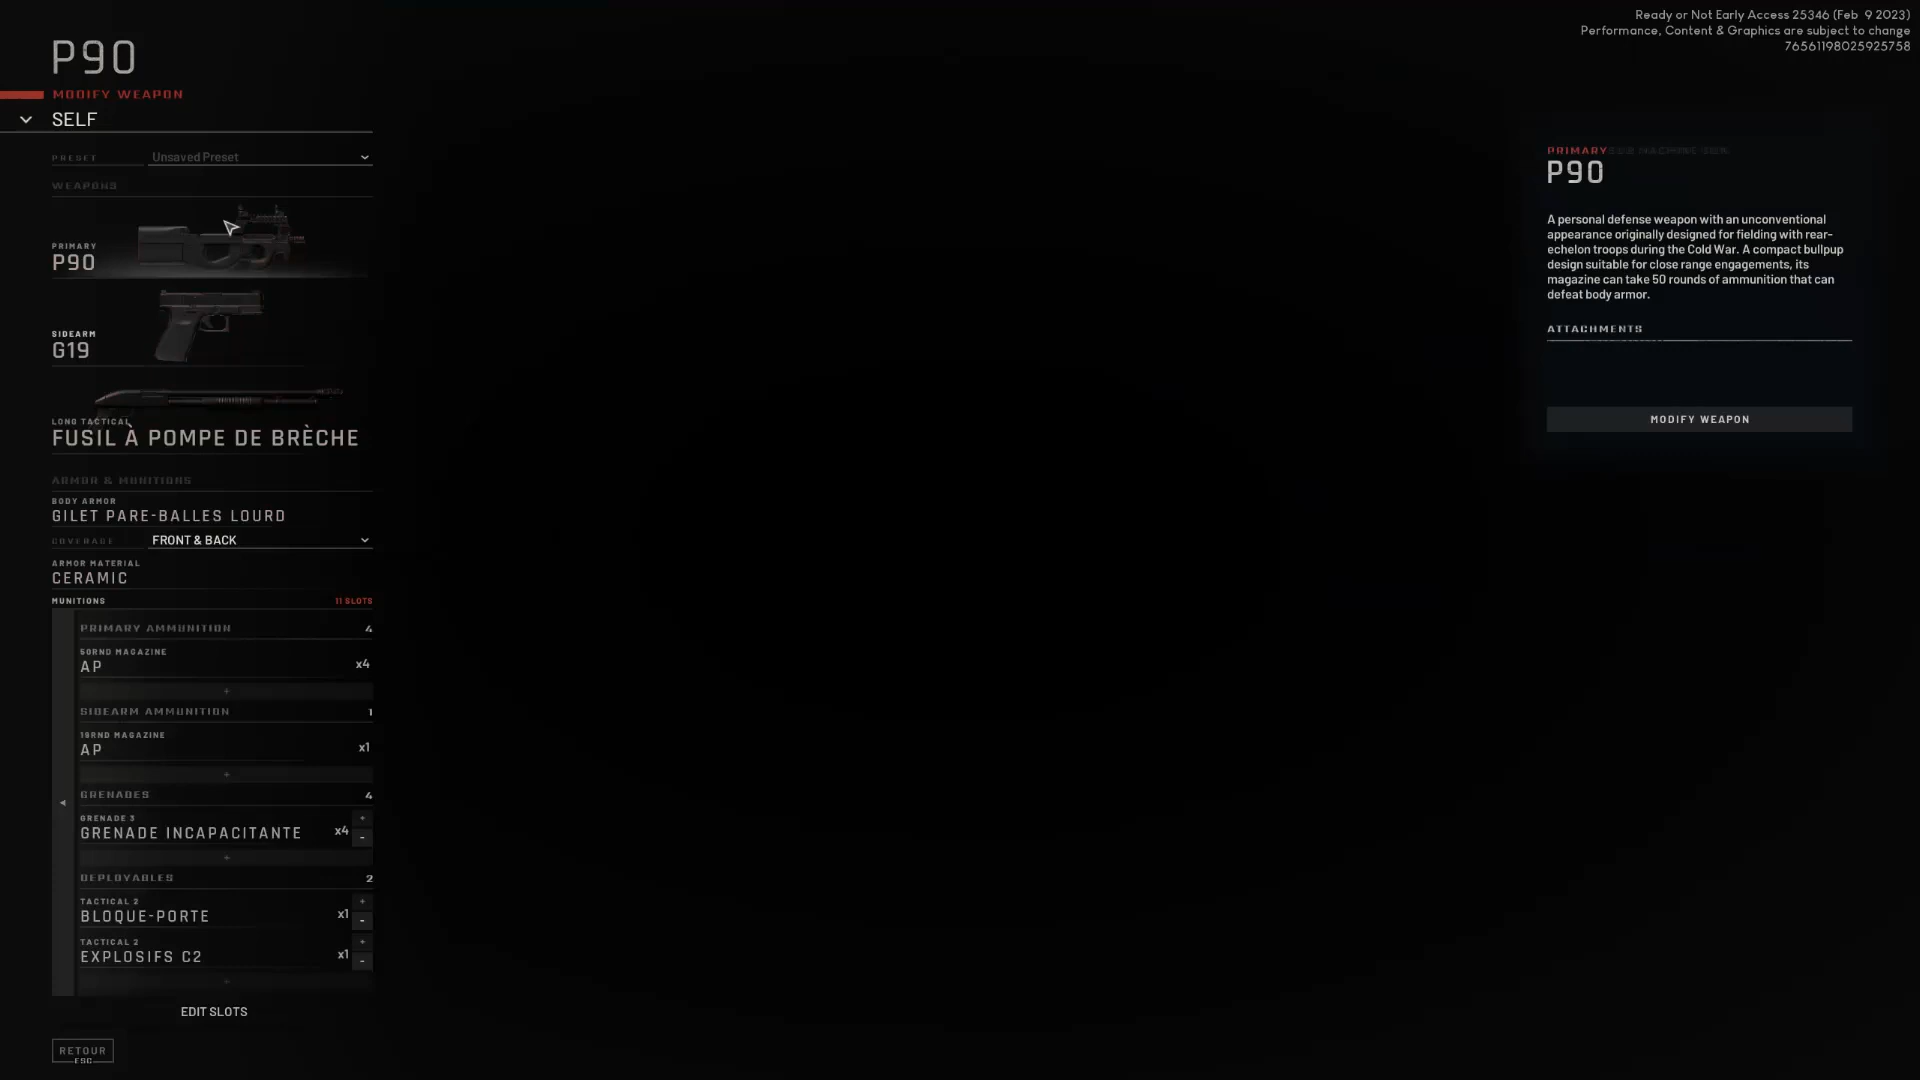 Ready or Not Early Access 25346 (Feb 9 2023)
Performance, Content & Graphics are subject to change
76561198025925758
P90
MODIFY WEAPON
SELF
PRESET
Unsaved Preset
WEAPONS
PRIMARY
P90
SIDEARM
G19
LONG TACTICAL
FUSIL À POMPE DE BRÈCHE
ARMOR & MUNITIONS
BODY ARMOR
GILET PARE-BALLES LOURD
COVERAGE
FRONT & BACK
ARMOR MATERIAL
CERAMIC
MUNITIONS
11 SLOTS
PRIMARY AMMUNITION 4
50RND MAGAZINE
AP x4
+
SIDEARM AMMUNITION 1
19RND MAGAZINE
AP x1
+
GRENADES 4
GRENADE 3
GRENADE INCAPACITANTE x4
+
-
+
DEPLOYABLES 2
TACTICAL 2
BLOQUE-PORTE x1
+
-
TACTICAL 2
EXPLOSIFS C2 x1
+
-
+
EDIT SLOTS
RETOUR
ESC
PRIMARY
P90
A personal defense weapon with an unconventional
appearance originally designed for fielding with rear-
echelon troops during the Cold War. A compact bullpup
design suitable for close range engagements, its
magazine can take 50 rounds of ammunition that can
defeat body armor.
ATTACHMENTS
MODIFY WEAPON